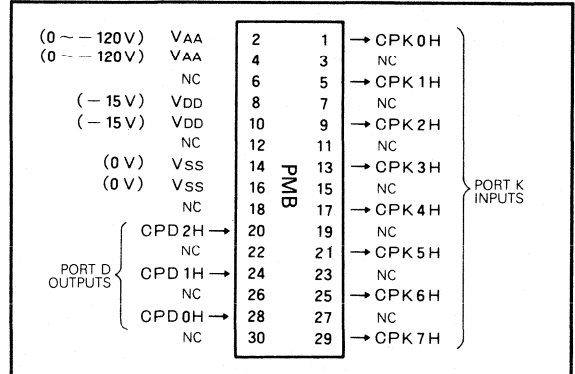 (0 ~ − 120V) VAA 2 1 → CPK0H
(0 ~ − 120V) VAA 4 3 NC
NC 6 5 → CPK1H
(− 15V) VDD 8 7 NC
(− 15V) VDD 10 9 → CPK2H
NC 12 11 NC
(0V) VSS 14 13 → CPK3H
(0V) VSS 16 15 NC
NC 18 17 → CPK4H
CPD2H → 20 19 NC
NC 22 21 → CPK5H
CPD1H → 24 23 NC
NC 26 25 → CPK6H
CPD0H → 28 27 NC
NC 30 29 → CPK7H
PMB
PORT D
OUTPUTS
PORT K
INPUTS